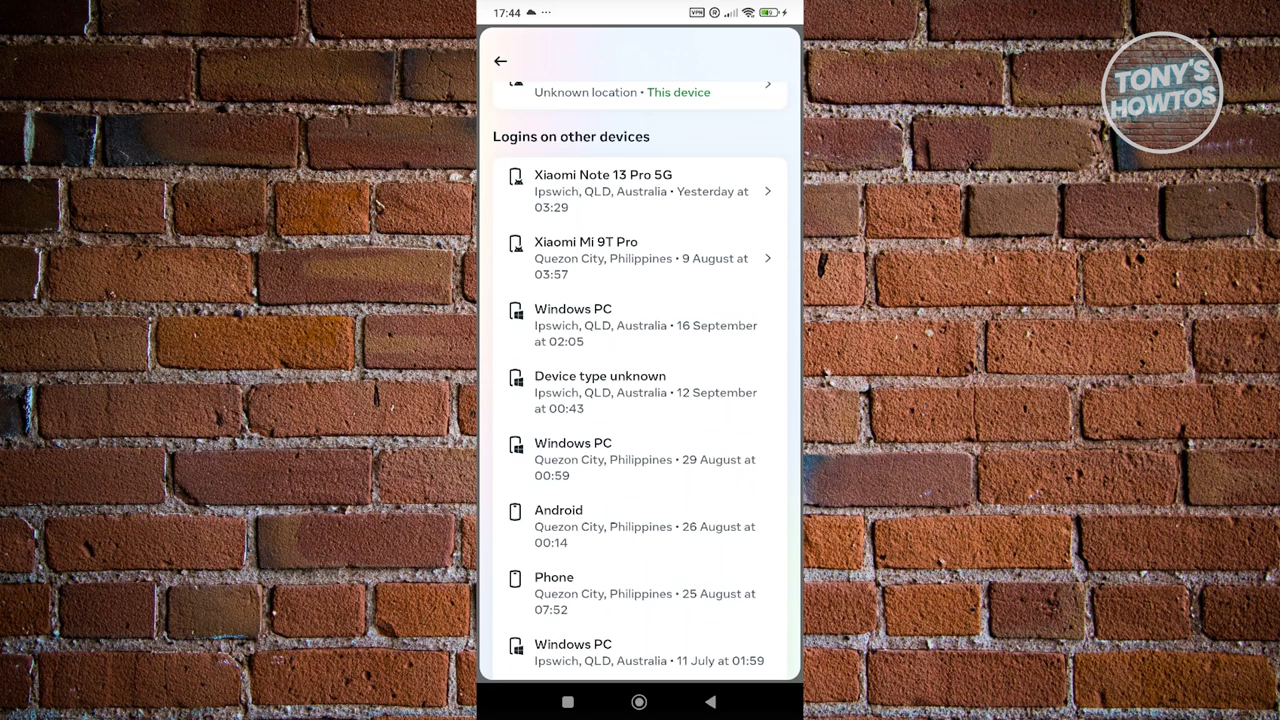 17:44
VPN
Unknown location • This device
Logins on other devices
Xiaomi Note 13 Pro 5G
Ipswich, QLD, Australia • Yesterday at
03:29
Xiaomi Mi 9T Pro
Quezon City, Philippines • 9 August at
03:57
Windows PC
Ipswich, QLD, Australia • 16 September
at 02:05
Device type unknown
Ipswich, QLD, Australia • 12 September
at 00:43
Windows PC
Quezon City, Philippines • 29 August at
00:59
Android
Quezon City, Philippines • 26 August at
00:14
Phone
Quezon City, Philippines • 25 August at
07:52
Windows PC
Ipswich, QLD, Australia • 11 July at 01:59
TONY'S
HOWTOS